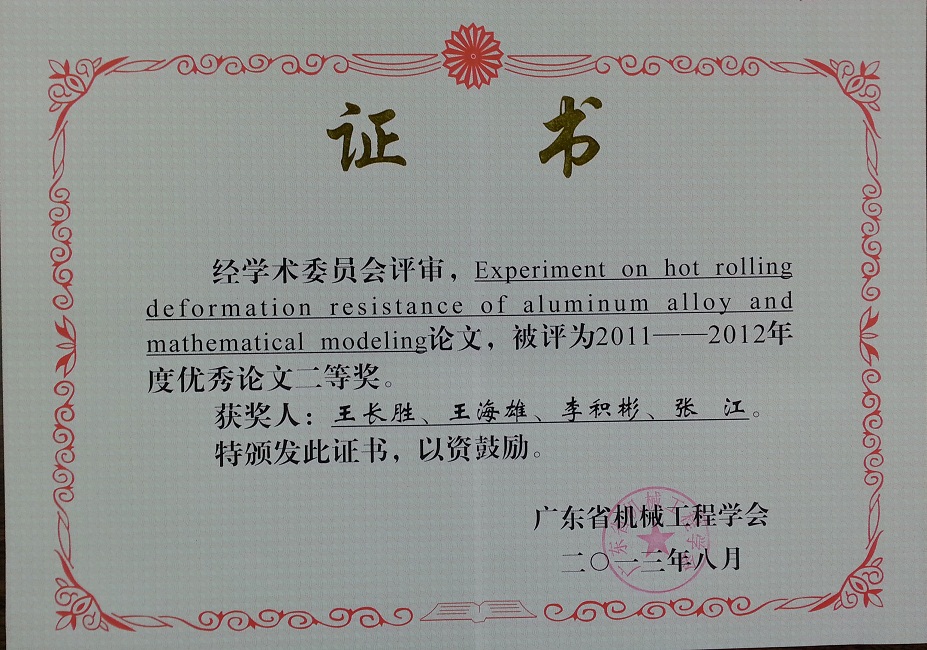 证 书
经学术委员会评审，Experiment on hot rolling
deformation resistance of aluminum alloy and
mathematical modeling论文，被评为2011——2012年
度优秀论文二等奖。
获奖人：王长胜、王海雄、李积彬、张 江。
特颁发此证书，以资鼓励。
广东省机械工程学会
二〇一三年八月